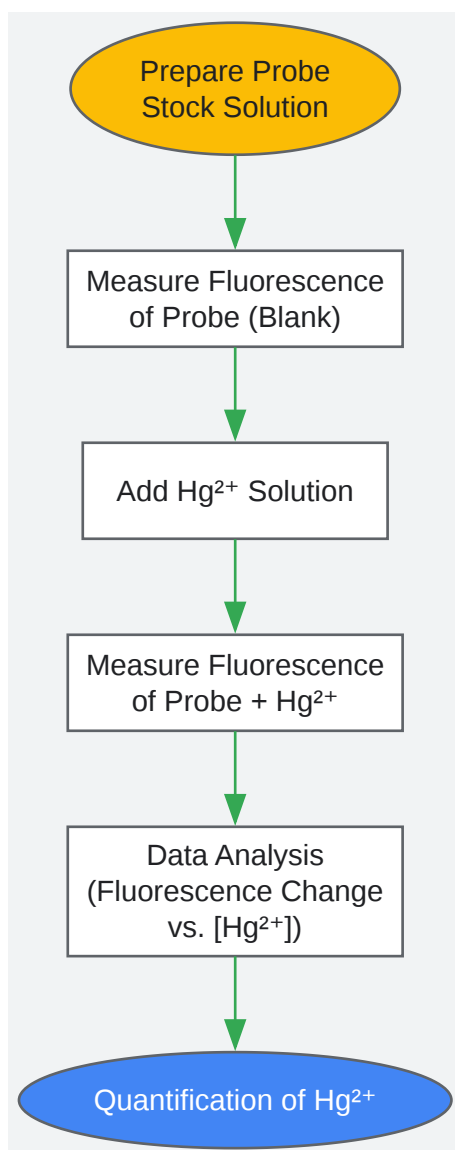 Prepare Probe
Stock Solution
Measure Fluorescence
of Probe (Blank)
Add Hg²⁺ Solution
Measure Fluorescence
of Probe + Hg²⁺
Data Analysis
(Fluorescence Change
vs. [Hg²⁺])
Quantification of Hg²⁺